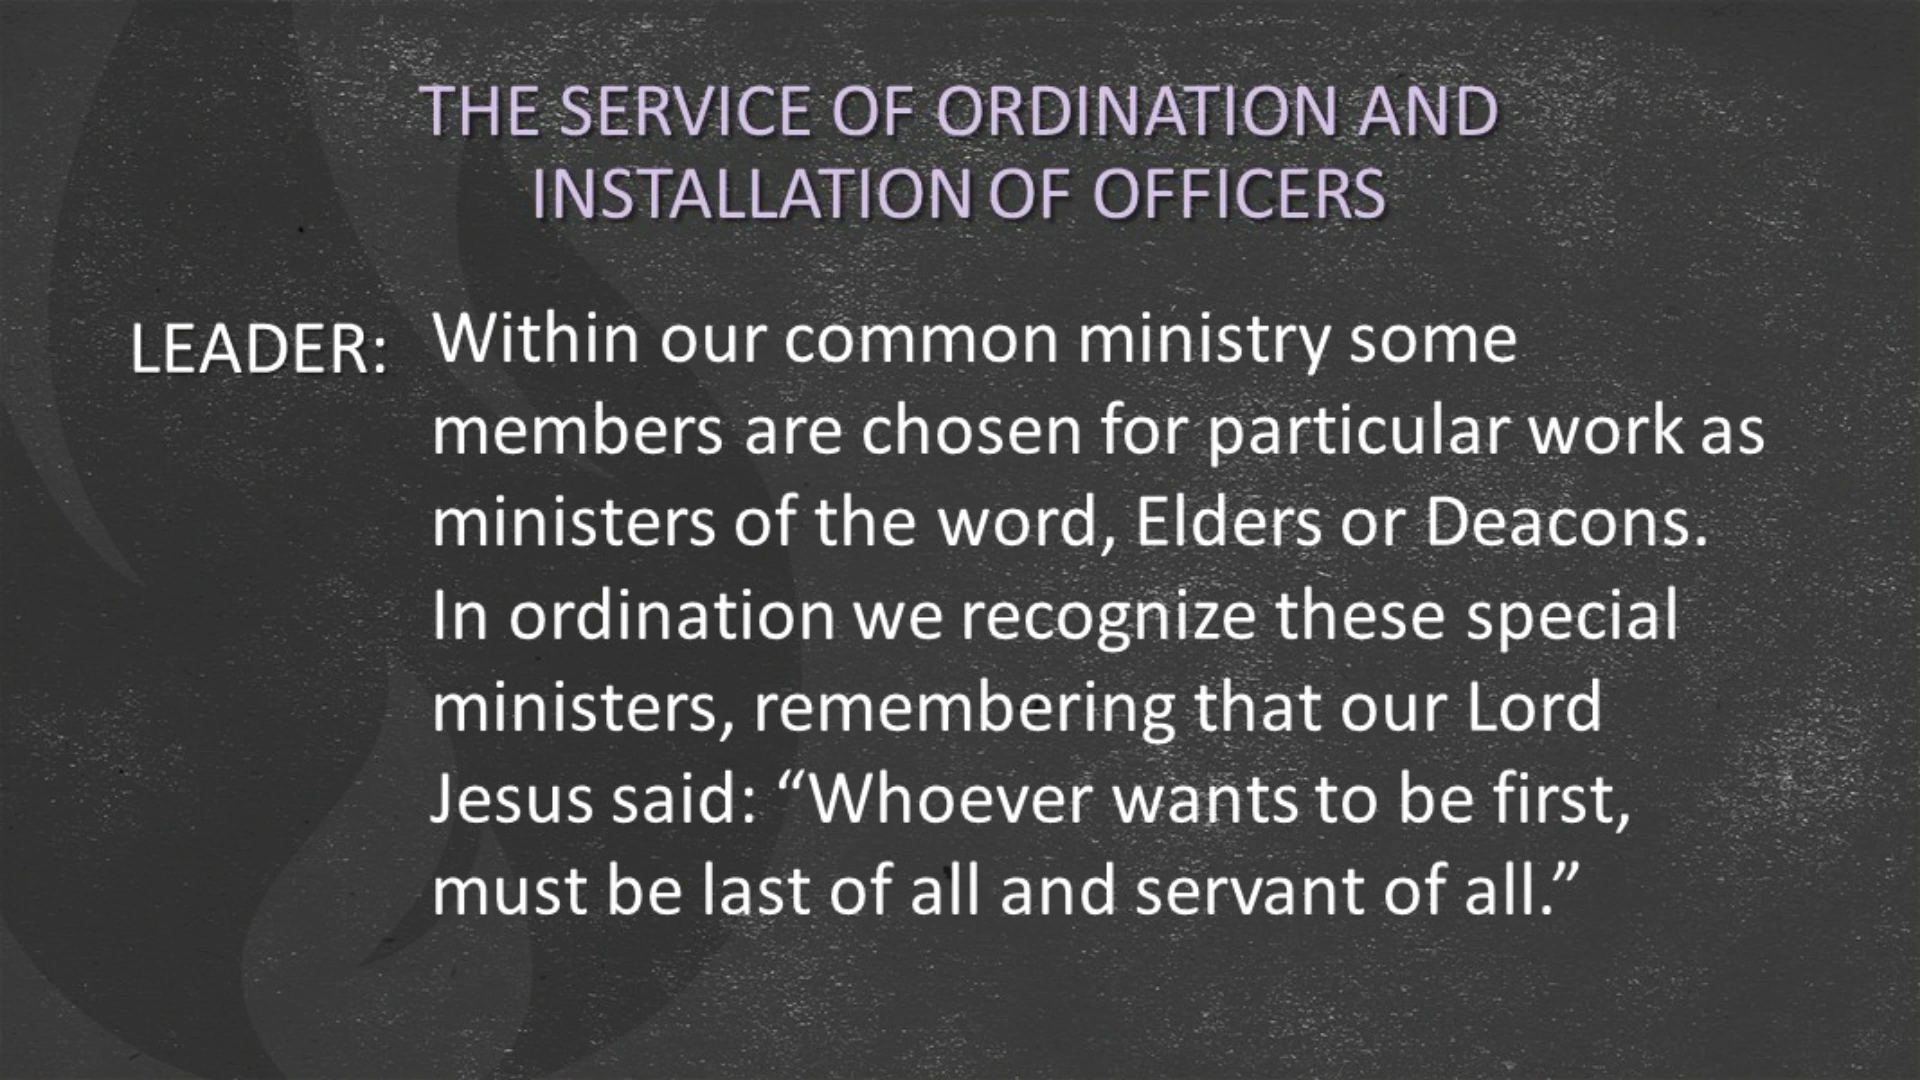 THE SERVICE OF ORDINATION AND
INSTALLATION OF OFFICERS
LEADER: Within our common ministry some
members are chosen for particular work as
ministers of the word, Elders or Deacons.
In ordination we recognize these special
ministers, remembering that our Lord
Jesus said: “Whoever wants to be first,
must be last of all and servant of all.”